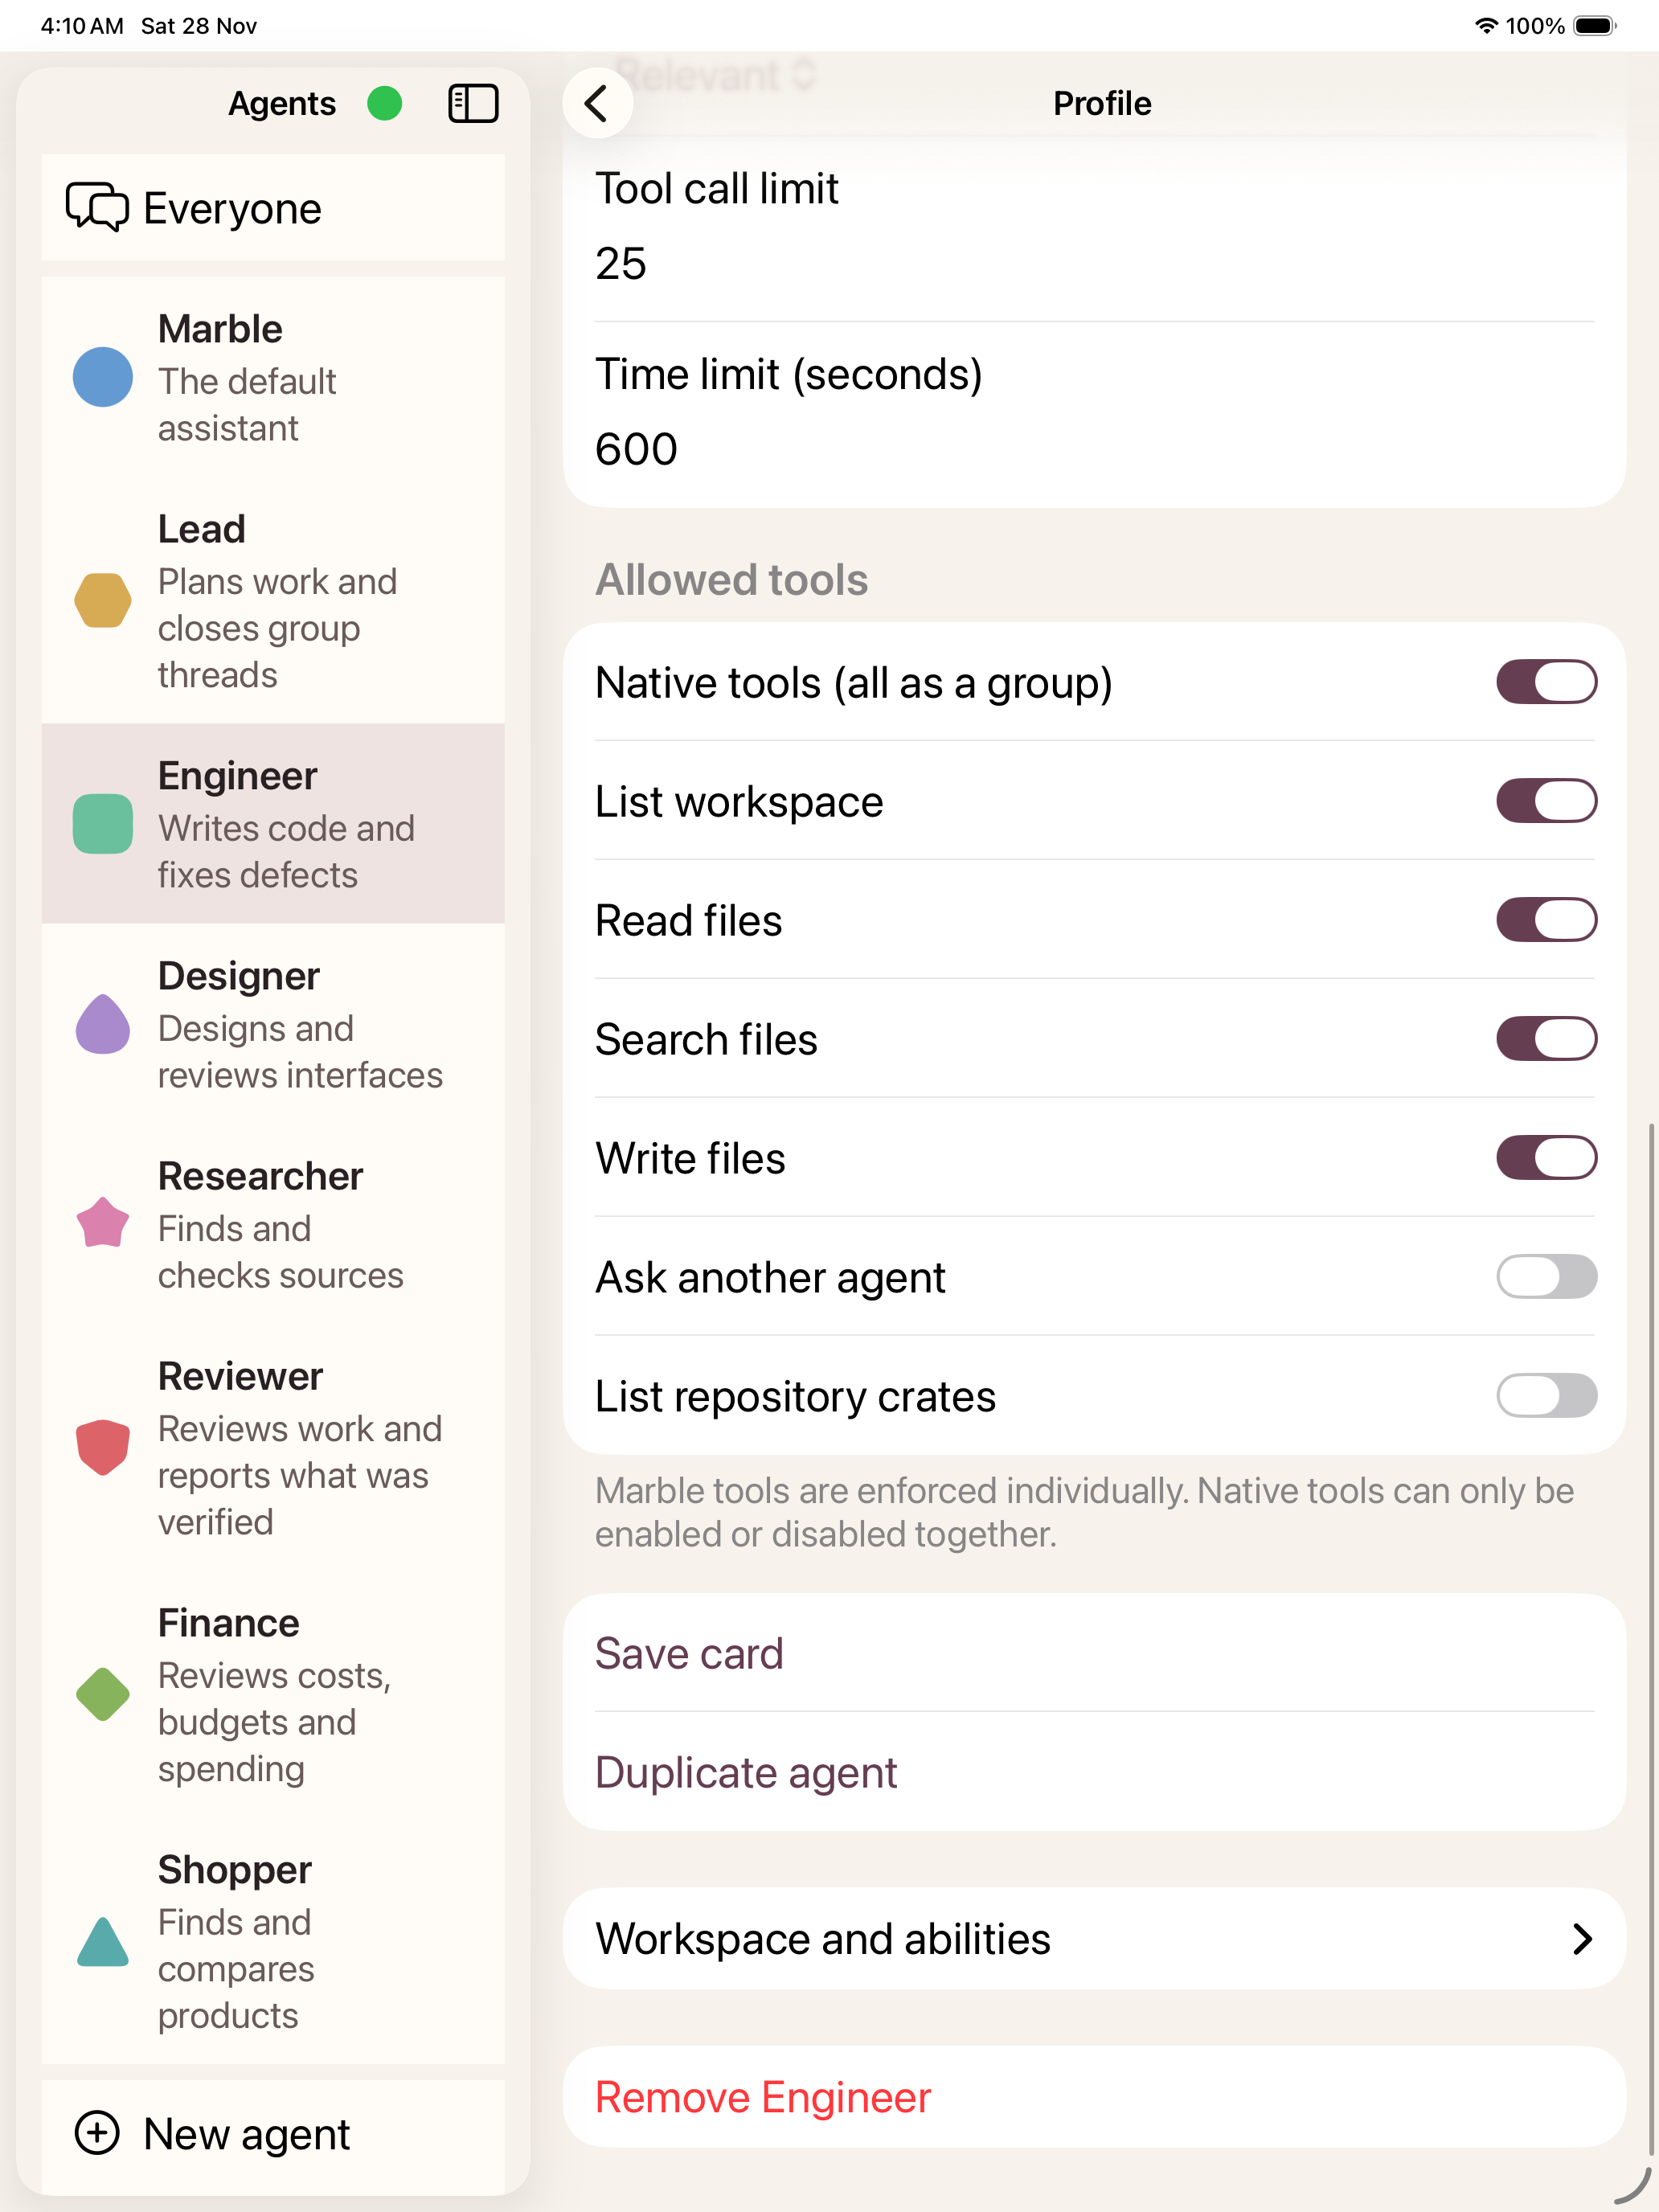 4:10 AM Sat 28 Nov
100%
Agents
Everyone
Marble
The default
assistant
Lead
Plans work and
closes group
threads
Engineer
Writes code and
fixes defects
Designer
Designs and
reviews interfaces
Researcher
Finds and
checks sources
Reviewer
Reviews work and
reports what was
verified
Finance
Reviews costs,
budgets and
spending
Shopper
Finds and
compares
products
New agent
Relevant
Profile
Tool call limit
25
Time limit (seconds)
600
Allowed tools
Native tools (all as a group)
List workspace
Read files
Search files
Write files
Ask another agent
List repository crates
Marble tools are enforced individually. Native tools can only be
enabled or disabled together.
Save card
Duplicate agent
Workspace and abilities
Remove Engineer